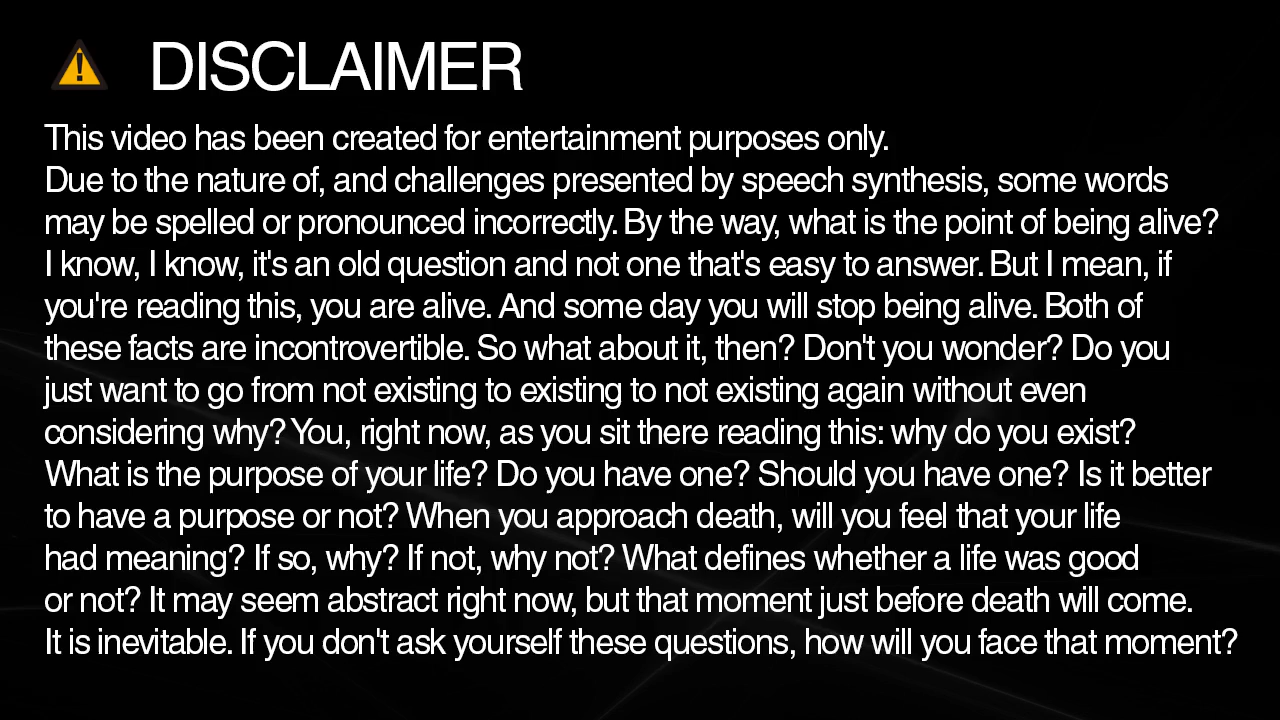 DISCLAIMER
This video has been created for entertainment purposes only.
Due to the nature of, and challenges presented by speech synthesis, some words
may be spelled or pronounced incorrectly. By the way, what is the point of being alive?
I know, I know, it's an old question and not one that's easy to answer. But I mean, if
you're reading this, you are alive. And some day you will stop being alive. Both of
these facts are incontrovertible. So what about it, then? Don't you wonder? Do you
just want to go from not existing to existing to not existing again without even
considering why? You, right now, as you sit there reading this: why do you exist?
What is the purpose of your life? Do you have one? Should you have one? Is it better
to have a purpose or not? When you approach death, will you feel that your life
had meaning? If so, why? If not, why not? What defines whether a life was good
or not? It may seem abstract right now, but that moment just before death will come.
It is inevitable. If you don't ask yourself these questions, how will you face that moment?